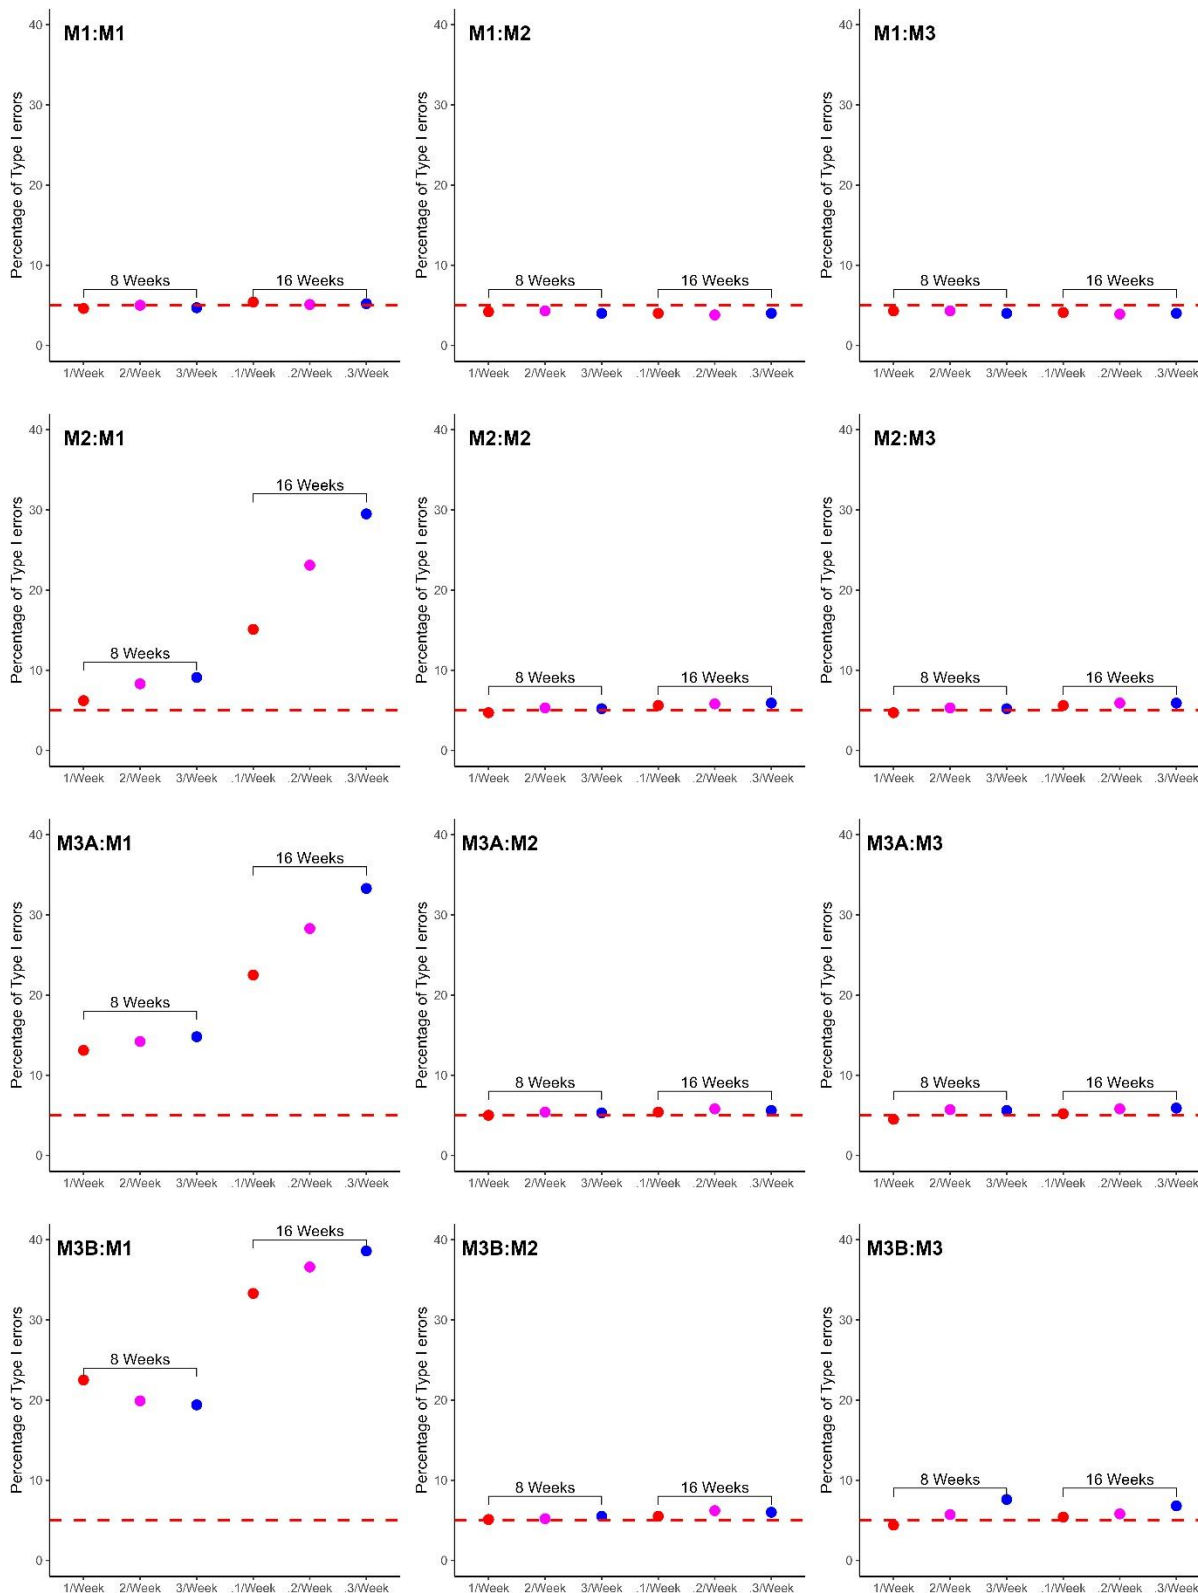 M1:M1
Percentage of Type I errors
40
30
20
10
0
8 Weeks
16 Weeks
1/Week 2/Week 3/Week .1/Week .2/Week .3/Week
M1:M2
Percentage of Type I errors
40
30
20
10
0
8 Weeks
16 Weeks
1/Week 2/Week 3/Week .1/Week .2/Week .3/Week
M1:M3
Percentage of Type I errors
40
30
20
10
0
8 Weeks
16 Weeks
1/Week 2/Week 3/Week .1/Week .2/Week .3/Week
M2:M1
Percentage of Type I errors
40
30
20
10
0
16 Weeks
8 Weeks
1/Week 2/Week 3/Week .1/Week .2/Week .3/Week
M2:M2
Percentage of Type I errors
40
30
20
10
0
8 Weeks
16 Weeks
1/Week 2/Week 3/Week .1/Week .2/Week .3/Week
M2:M3
Percentage of Type I errors
40
30
20
10
0
8 Weeks
16 Weeks
1/Week 2/Week 3/Week .1/Week .2/Week .3/Week
M3A:M1
Percentage of Type I errors
40
30
20
10
0
16 Weeks
8 Weeks
1/Week 2/Week 3/Week .1/Week .2/Week .3/Week
M3A:M2
Percentage of Type I errors
40
30
20
10
0
8 Weeks
16 Weeks
1/Week 2/Week 3/Week .1/Week .2/Week .3/Week
M3A:M3
Percentage of Type I errors
40
30
20
10
0
8 Weeks
16 Weeks
1/Week 2/Week 3/Week .1/Week .2/Week .3/Week
M3B:M1
Percentage of Type I errors
40
30
20
10
0
16 Weeks
8 Weeks
1/Week 2/Week 3/Week .1/Week .2/Week .3/Week
M3B:M2
Percentage of Type I errors
40
30
20
10
0
8 Weeks
16 Weeks
1/Week 2/Week 3/Week .1/Week .2/Week .3/Week
M3B:M3
Percentage of Type I errors
40
30
20
10
0
8 Weeks
16 Weeks
1/Week 2/Week 3/Week .1/Week .2/Week .3/Week